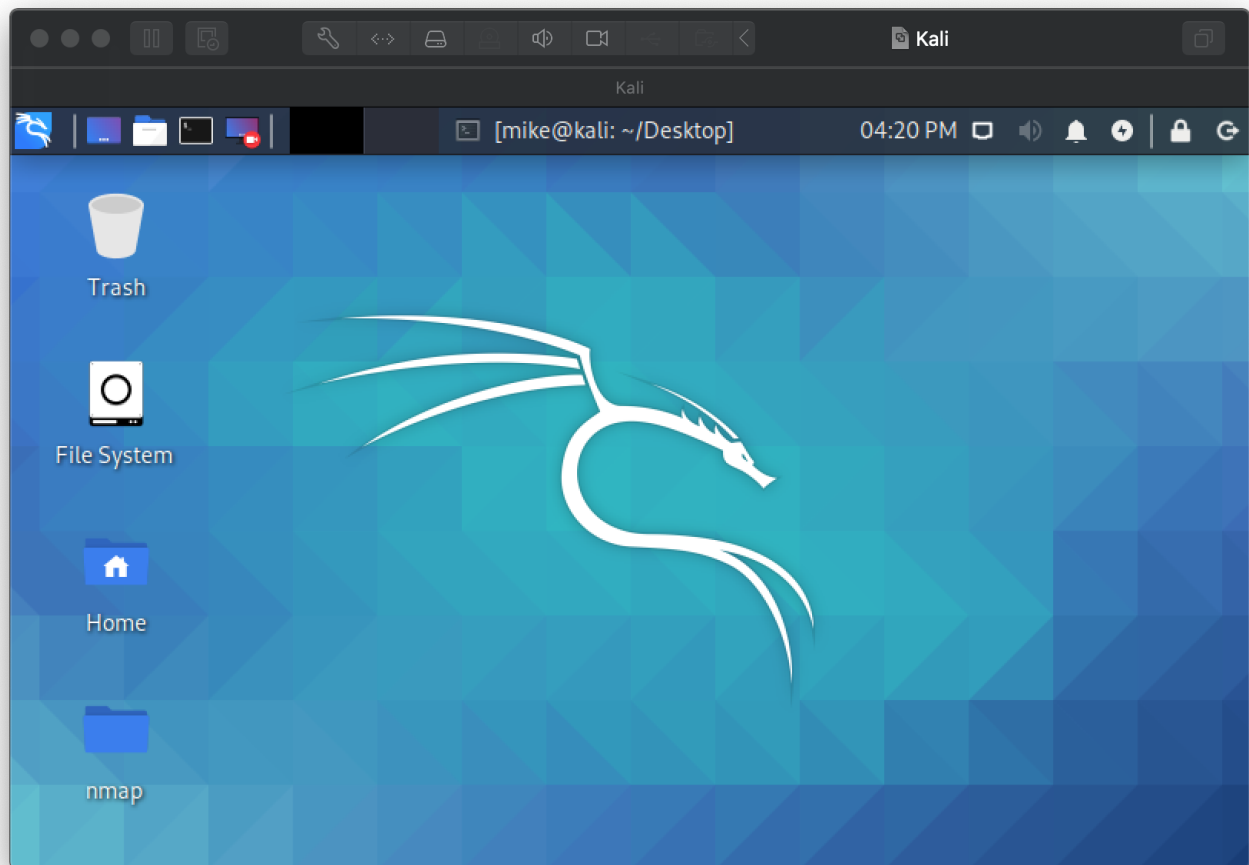 Kali
Kali
[mike@kali: ~/Desktop]
04:20 PM
Trash
File System
Home
nmap